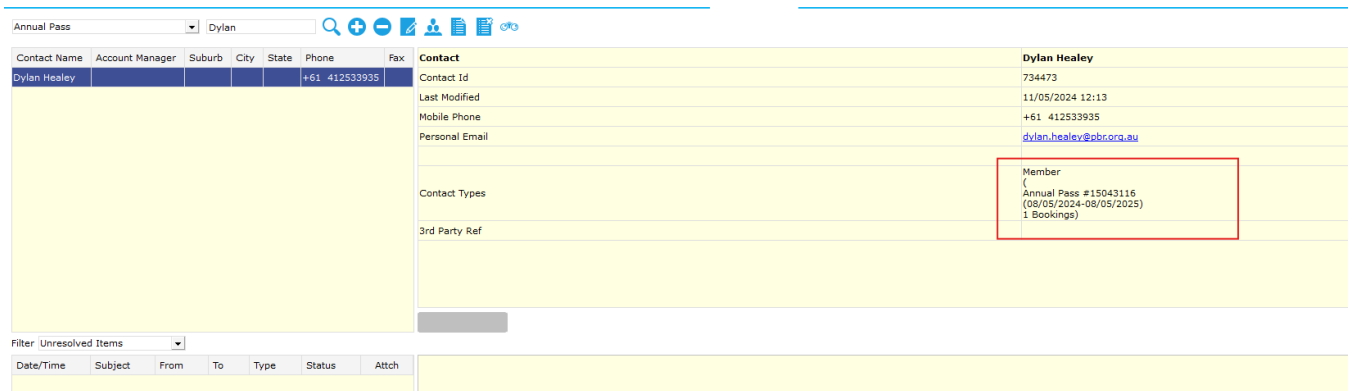 Annual Pass Dylan
Contact Name Account Manager Suburb City State Phone Fax
Dylan Healey +61 412533935
Contact Dylan Healey
Contact Id 734473
Last Modified 11/05/2024 12:13
Mobile Phone +61 412533935
Personal Email dylan.healey@pbr.org.au
Contact Types
Member
(
Annual Pass #15043116
(08/05/2024-08/05/2025)
1 Bookings)
3rd Party Ref
Filter Unresolved Items
Date/Time Subject From To Type Status Attch